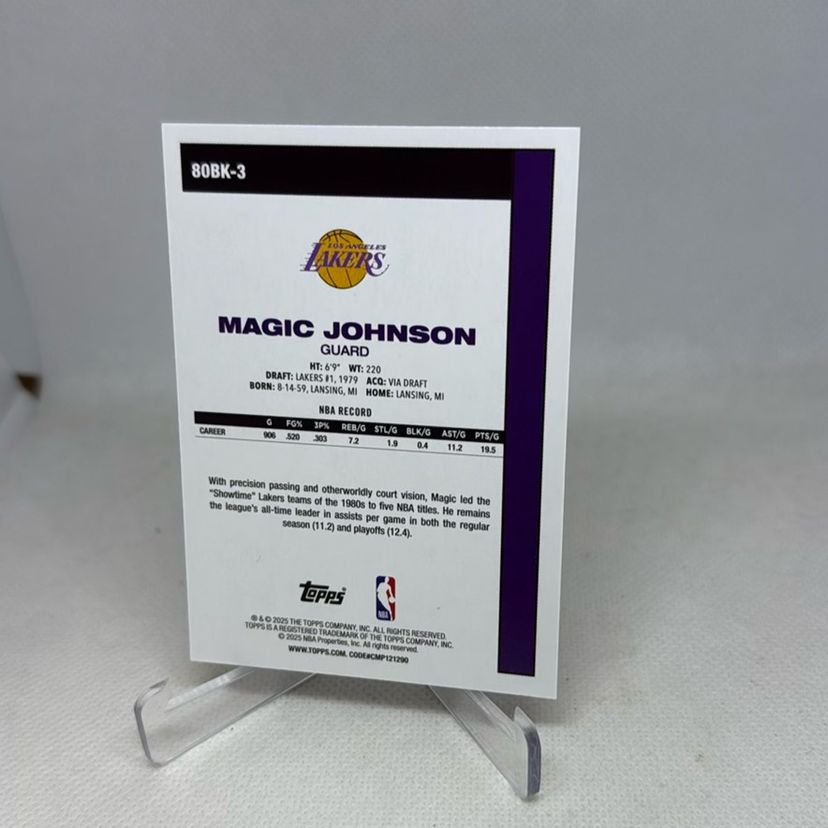 80BK-3
LOS ANGELES
LAKERS
MAGIC JOHNSON
GUARD
HT: 6'9" WT: 220
DRAFT: LAKERS #1, 1979 ACQ: VIA DRAFT
BORN: 8-14-59, LANSING, MI HOME: LANSING, MI
NBA RECORD
G FG% 3P% REB/G STL/G BLK/G AST/G PTS/G
CAREER 906 .520 .303 7.2 1.9 0.4 11.2 19.5
With precision passing and otherworldly court vision, Magic led the
"Showtime" Lakers teams of the 1980s to five NBA titles. He remains
the league's all-time leader in assists per game in both the regular
season (11.2) and playoffs (12.4).
Topps®
NBA
® & © 2025 THE TOPPS COMPANY, INC. ALL RIGHTS RESERVED.
TOPPS IS A REGISTERED TRADEMARK OF THE TOPPS COMPANY, INC.
© 2025 NBA Properties, Inc. All rights reserved.
WWW.TOPPS.COM. CODE#CMP121290